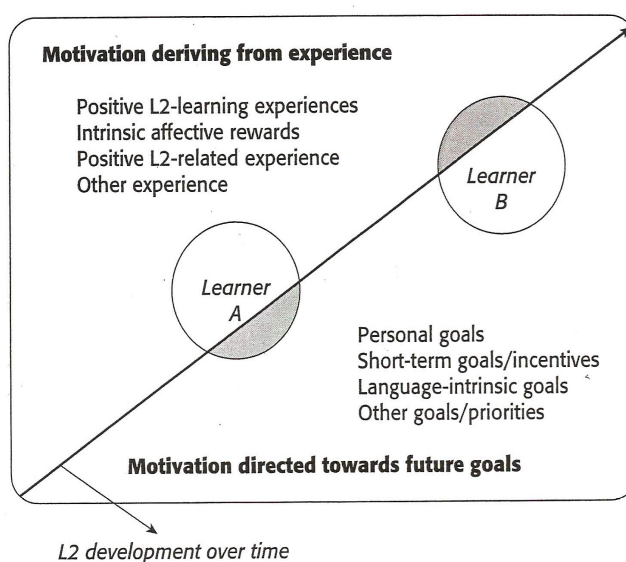 Motivation deriving from experience
Positive L2-learning experiences
Intrinsic affective rewards
Positive L2-related experience
Other experience
Learner
B
Learner
A
Personal goals
Short-term goals/incentives
Language-intrinsic goals
Other goals/priorities
Motivation directed towards future goals
L2 development over time